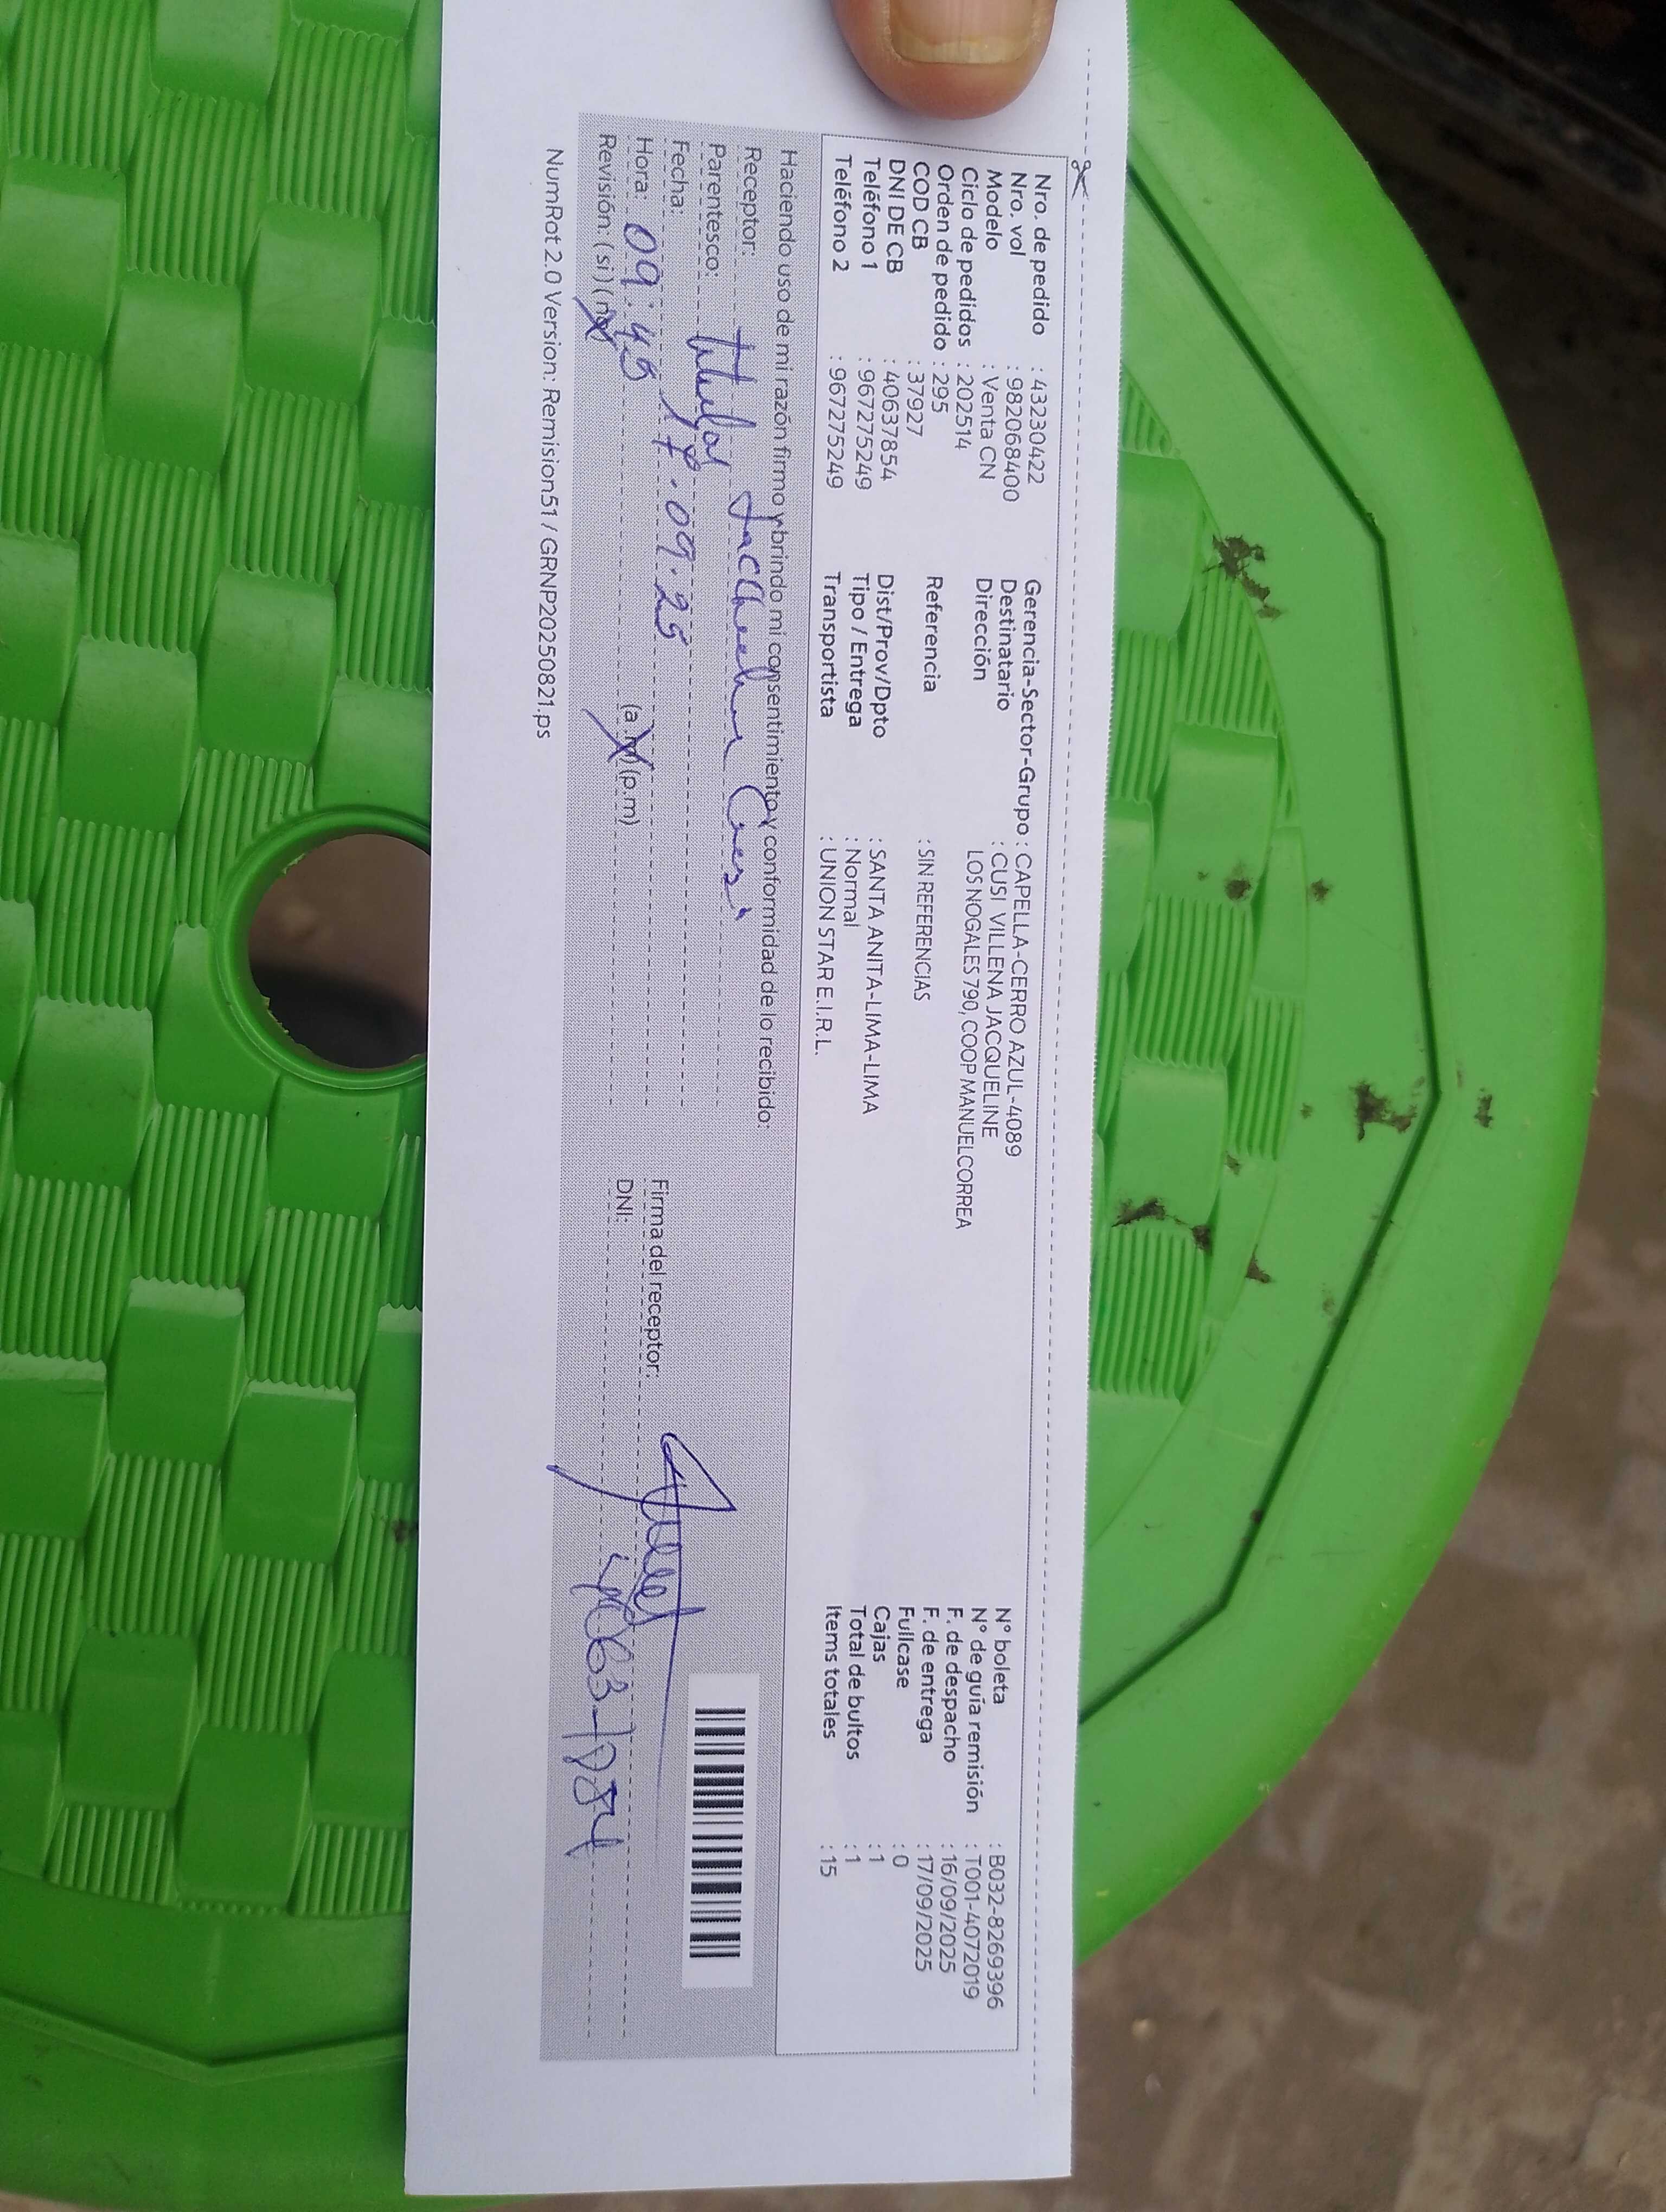 Nro. de pedido : 43230422
Nro. vol : 982068400
Modelo : Venta CN
Ciclo de pedidos : 202514
Orden de pedido : 295
COD CB : 37927
DNI DE CB : 40637854
Teléfono 1 : 967275249
Teléfono 2 : 967275249
Gerencia-Sector-Grupo : CAPELLA-CERRO AZUL-4089
Destinatario : CUSI VILLENA JACQUELINE
Dirección LOS NOGALES 790, COOP MANUELCORREA
Referencia : SIN REFERENCIAS
Dist/Prov/Dpto : SANTA ANITA-LIMA-LIMA
Tipo / Entrega : Normal
Transportista : UNION STAR E.I.R.L.
N° boleta : B032-8269396
N° de guía remisión : T001-4072019
F. de despacho : 16/09/2025
F. de entrega : 17/09/2025
Fullcase : 0
Cajas : 1
Total de bultos : 1
Items totales : 15
Haciendo uso de mi razón firmo y brindo mi consentimiento y conformidad de lo recibido:
Receptor: Cusi
Parentesco: titular
Fecha: 17.09.25
Hora: 09:45 (a.m) (p.m)
Revisión: (si) (no)
Firma del receptor:
DNI: 40637854
NumRot 2.0 Version: Remision51 / GRNP20250821.ps